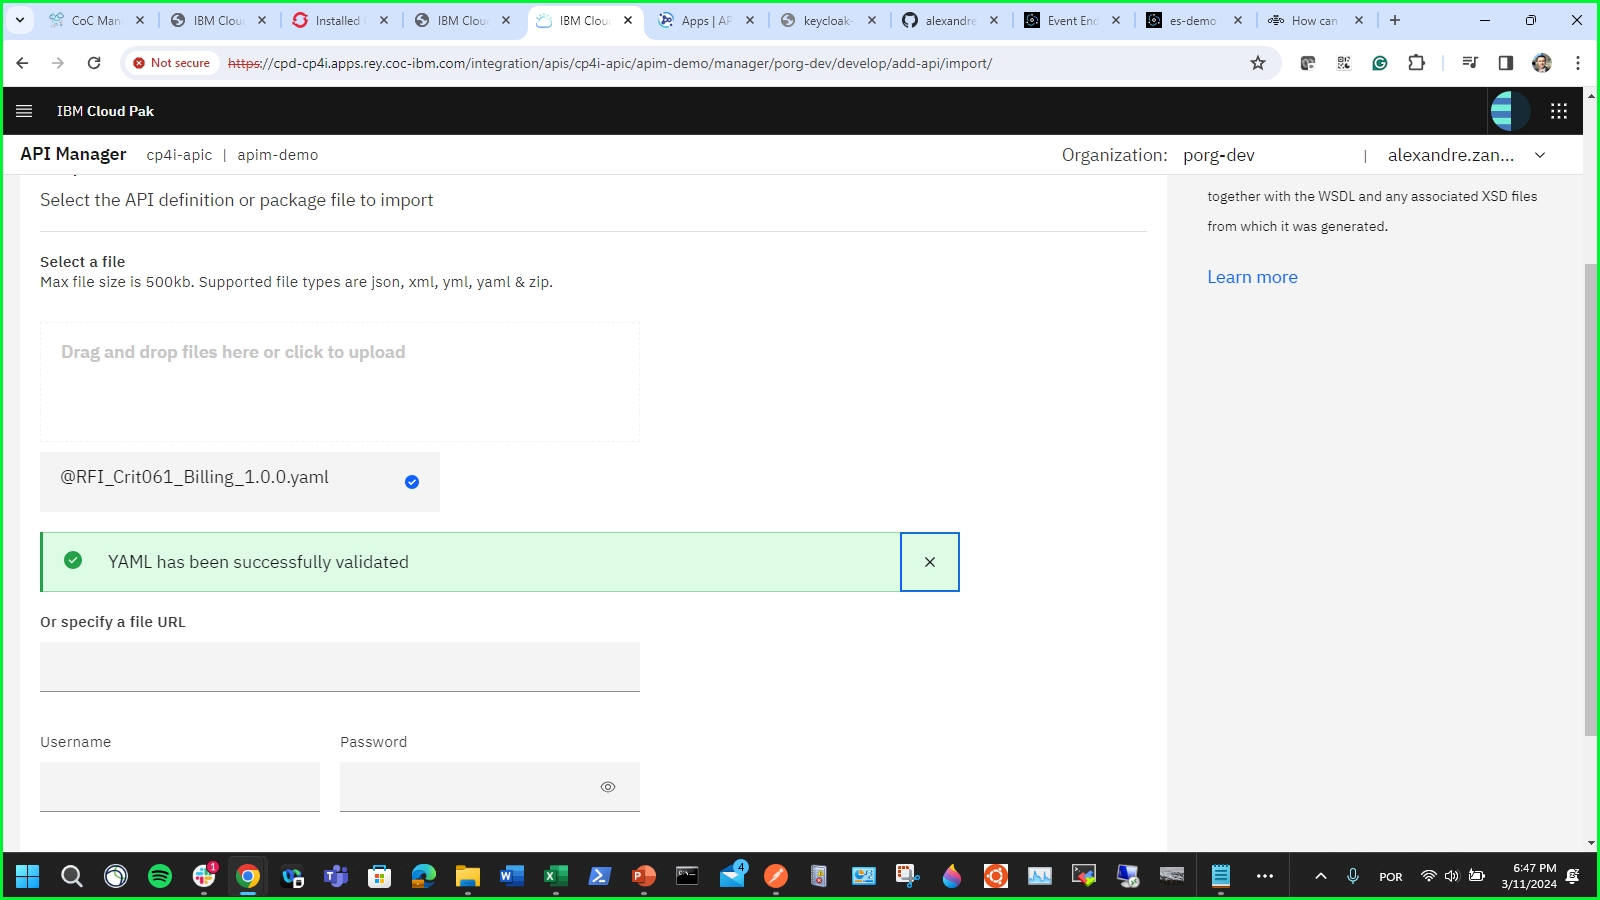 CoC Man
IBM Clou
Installed
IBM Clou
IBM Clou
Apps | AP
keycloak-
alexandre
Event End
es-demo
How can
Not secure
https://cpd-cp4i.apps.rey.coc-ibm.com/integration/apis/cp4i-apic/apim-demo/manager/porg-dev/develop/add-api/import/
IBM Cloud Pak
API Manager cp4i-apic | apim-demo
Organization: porg-dev | alexandre.zan...
Select the API definition or package file to import
together with the WSDL and any associated XSD files
from which it was generated.
Learn more
Select a file
Max file size is 500kb. Supported file types are json, xml, yml, yaml & zip.
Drag and drop files here or click to upload
@RFI_Crit061_Billing_1.0.0.yaml
YAML has been successfully validated
Or specify a file URL
Username
Password
1
4
POR
6:47 PM
3/11/2024